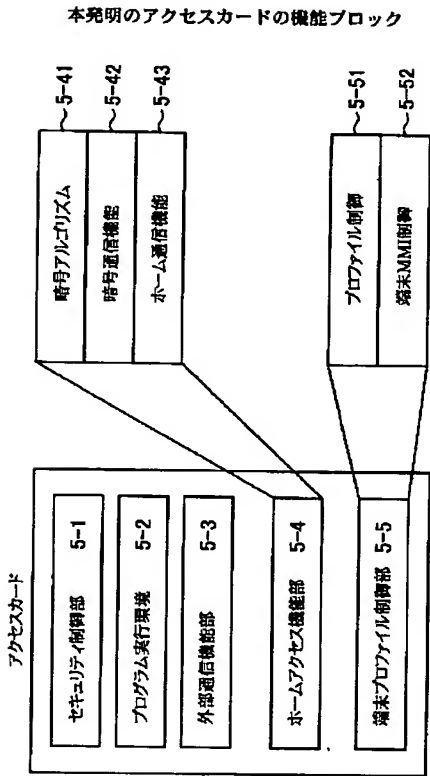 本発明のアクセスカードの機能ブロック
アクセスカード
セキュリティ制御部 5-1
プログラム実行環境 5-2
外部通信機能部 5-3
ホームアクセス機能部 5-4
端末プロファイル制御部 5-5
暗号アルゴリズム
5-41
暗号通信機能
5-42
ホーム通信機能
5-43
プロファイル制御
5-51
端末MMI制御
5-52